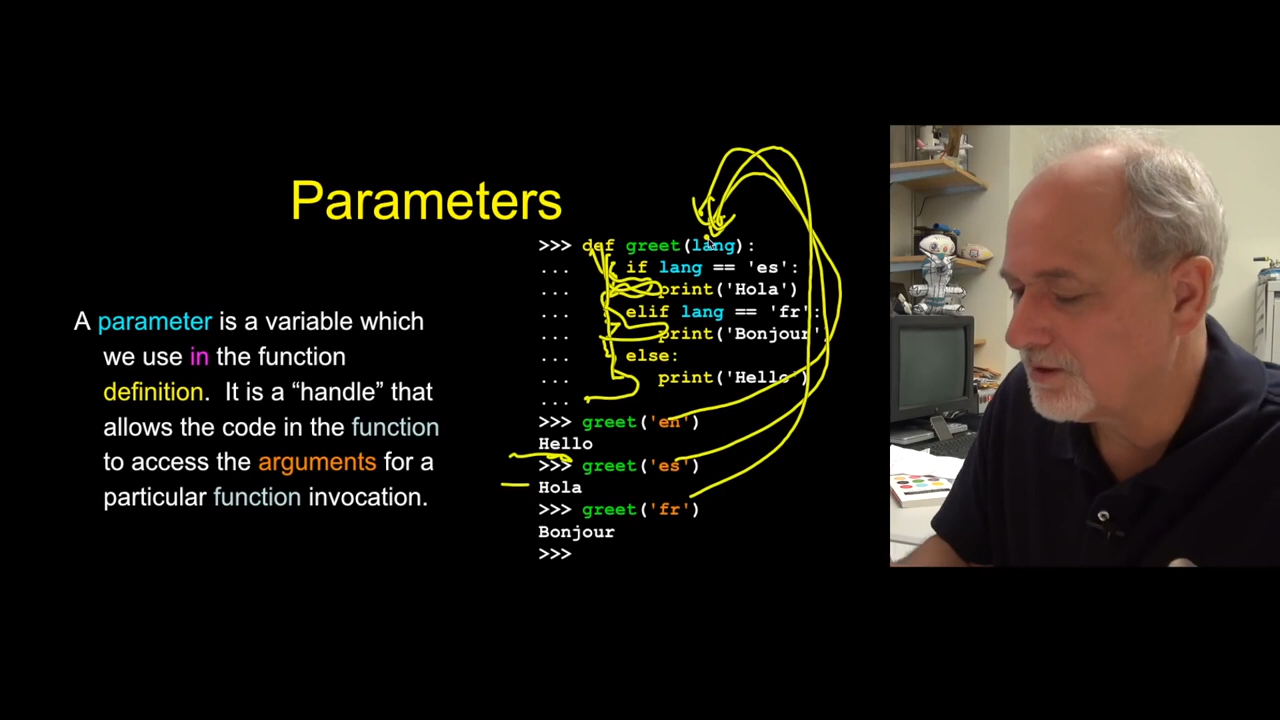 Parameters
A parameter is a variable which
we use in the function
definition. It is a “handle” that
allows the code in the function
to access the arguments for a
particular function invocation.
>>> def greet(lang):
... if lang == 'es':
... print('Hola')
... elif lang == 'fr':
... print('Bonjour'
... else:
... print('Hello')
...
>>> greet('en')
Hello
>>> greet('es')
Hola
>>> greet('fr')
Bonjour
>>>